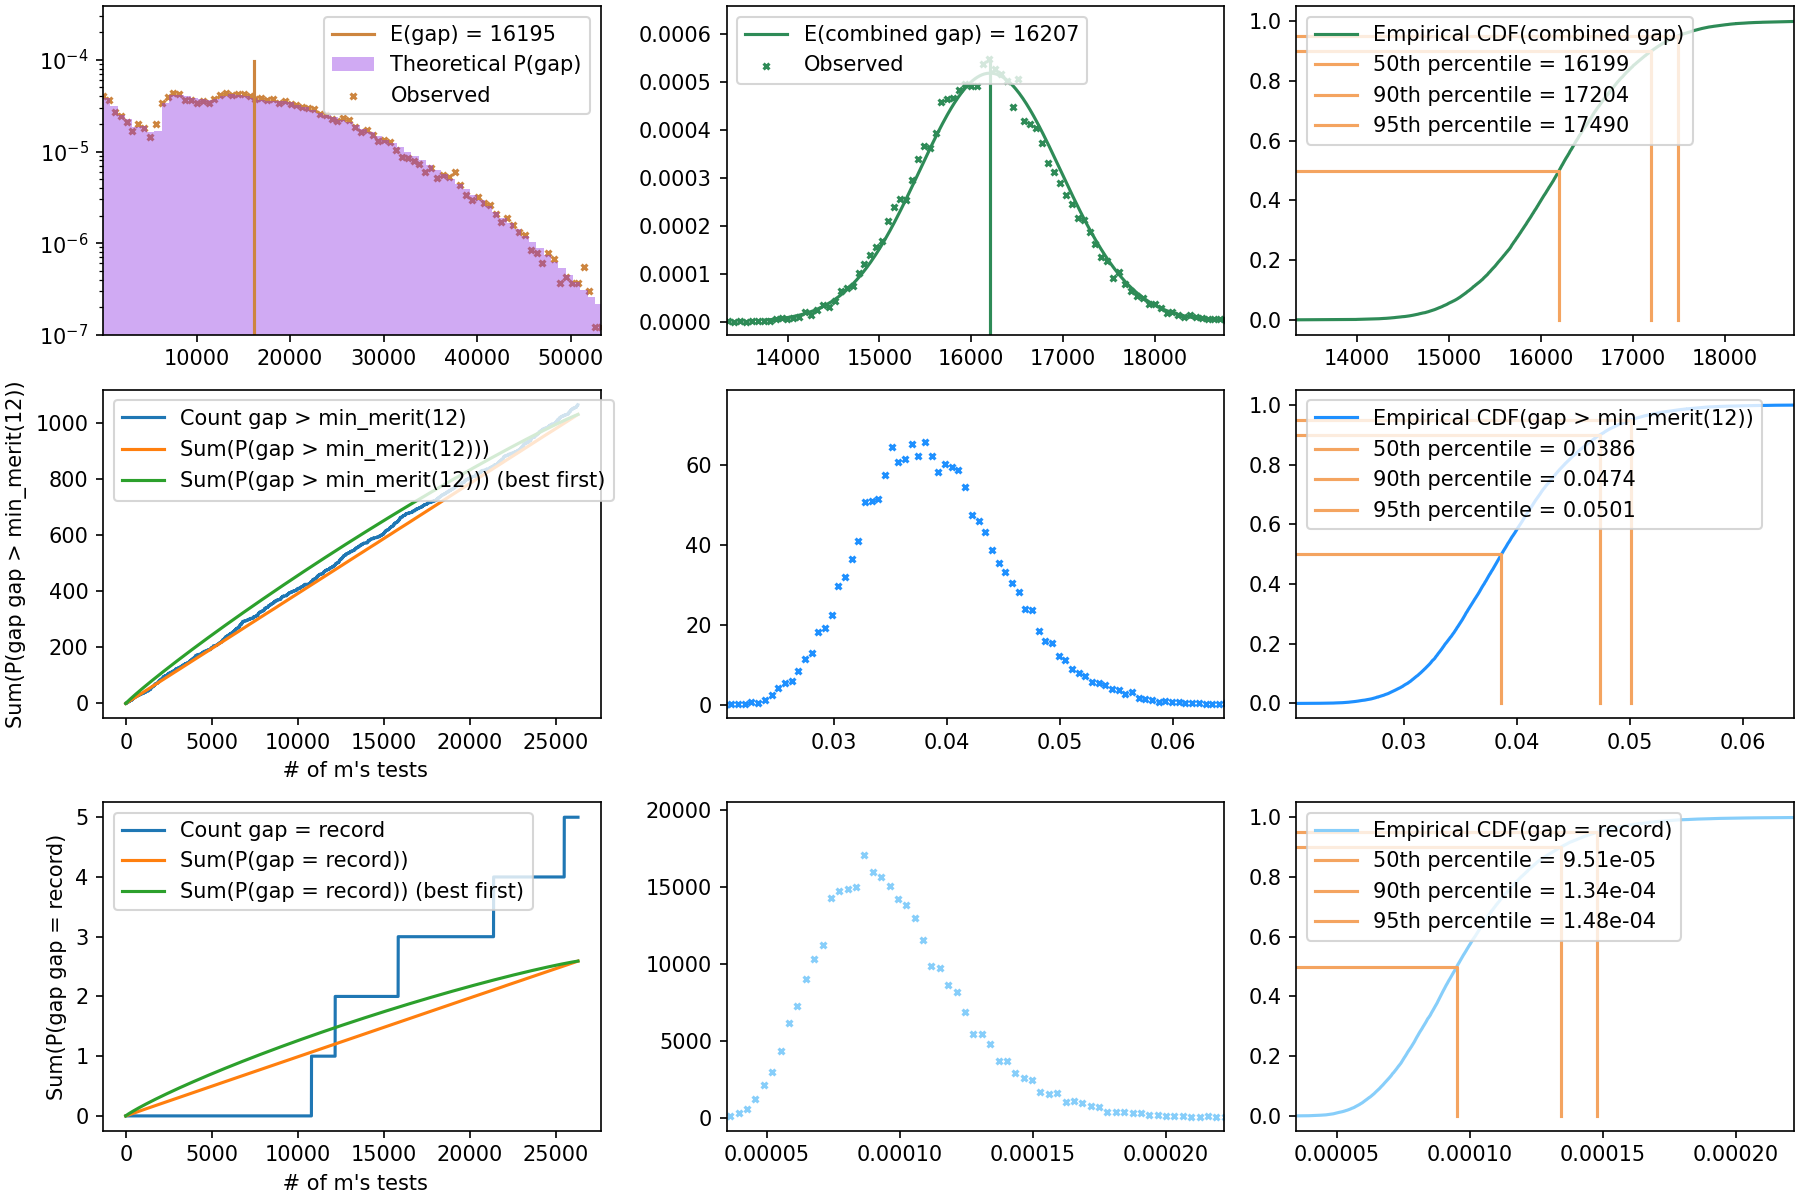 E(gap) = 16195
Theoretical P(gap)
Observed
10⁻⁴
10⁻⁵
10⁻⁶
10⁻⁷
10000 20000 30000 40000 50000
E(combined gap) = 16207
Observed
0.0006
0.0005
0.0004
0.0003
0.0002
0.0001
0.0000
14000 15000 16000 17000 18000
Empirical CDF(combined gap)
50th percentile = 16199
90th percentile = 17204
95th percentile = 17490
1.0
0.8
0.6
0.4
0.2
0.0
14000 15000 16000 17000 18000
Sum(P(gap gap > min_merit(12))
Count gap > min_merit(12)
Sum(P(gap > min_merit(12)))
Sum(P(gap > min_merit(12))) (best first)
1000
800
600
400
200
0
0 5000 10000 15000 20000 25000
# of m's tests
60
40
20
0
0.03 0.04 0.05 0.06
Empirical CDF(gap > min_merit(12))
50th percentile = 0.0386
90th percentile = 0.0474
95th percentile = 0.0501
1.0
0.8
0.6
0.4
0.2
0.0
0.03 0.04 0.05 0.06
Sum(P(gap gap = record)
Count gap = record
Sum(P(gap = record))
Sum(P(gap = record)) (best first)
5
4
3
2
1
0
0 5000 10000 15000 20000 25000
# of m's tests
20000
15000
10000
5000
0
0.00005 0.00010 0.00015 0.00020
Empirical CDF(gap = record)
50th percentile = 9.51e-05
90th percentile = 1.34e-04
95th percentile = 1.48e-04
1.0
0.8
0.6
0.4
0.2
0.0
0.00005 0.00010 0.00015 0.00020